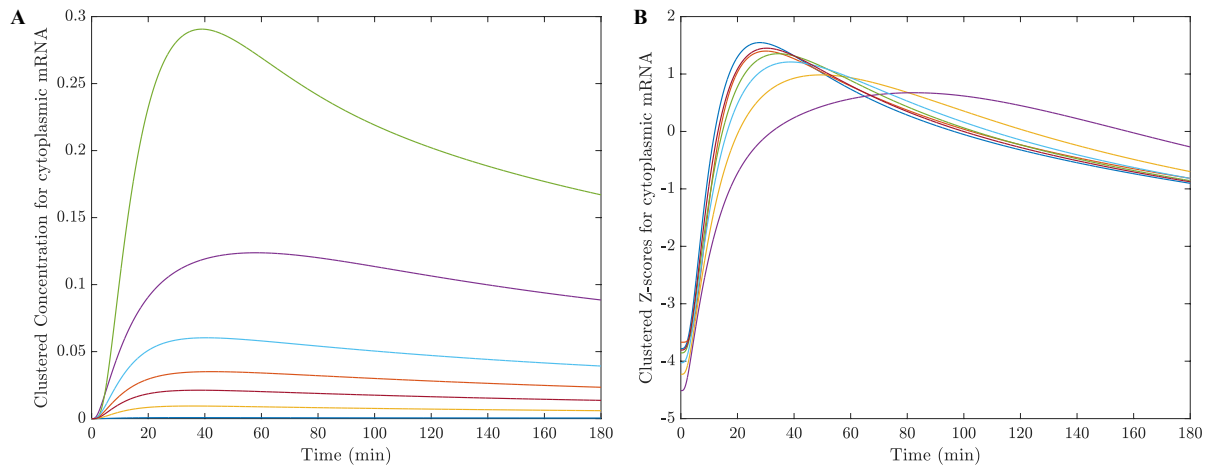 A
Clustered Concentration for cytoplasmic mRNA
0.3
0.25
0.2
0.15
0.1
0.05
0
0 20 40 60 80 100 120 140 160 180
Time (min)
B
Clustered Z-scores for cytoplasmic mRNA
2
1
0
-1
-2
-3
-4
-5
0 20 40 60 80 100 120 140 160 180
Time (min)